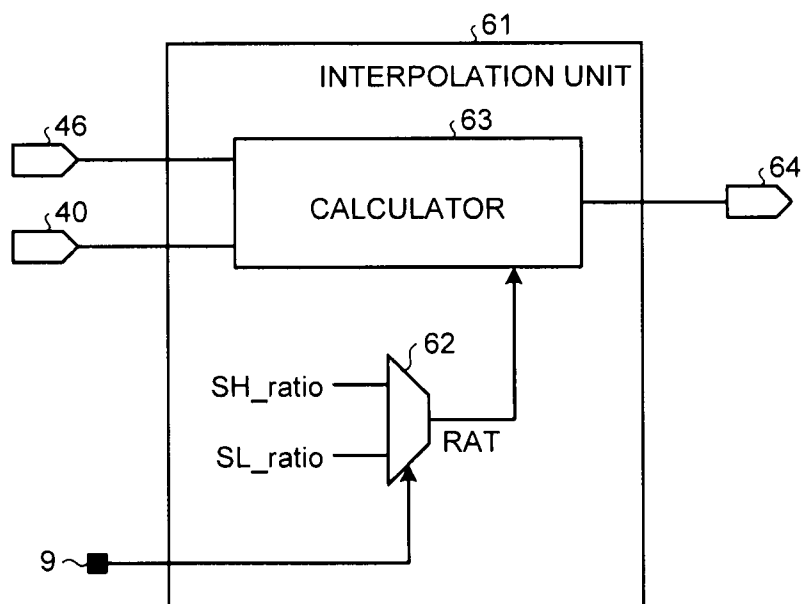 61
INTERPOLATION UNIT
46
63
64
CALCULATOR
40
62
SH_ratio
RAT
SL_ratio
9